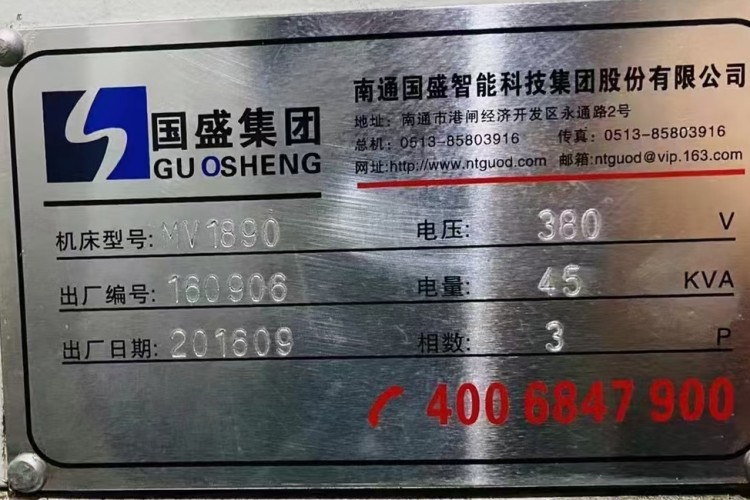 国盛集团
GUOSHENG
南通国盛智能科技集团股份有限公司
地址: 南通市港闸经济开发区永通路2号
总机: 0513-85803916 传真: 0513-85803916
网址:http://www.ntguod.com 邮箱:ntguod@vip.163.com
机床型号: MV1890 电压: 380 V
出厂编号: 160906 电量: 45 KVA
出厂日期: 201609 相数: 3 P
400 6847 900